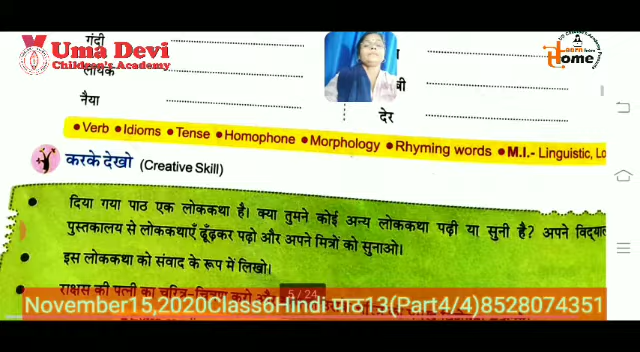 गंदी
Uma Devi
Children's Academy
लायक
Home
नैया
देर
• Verb • Idioms • Tense • Homophone • Morphology • Rhyming words • M.I.- Linguistic, Lo
करके देखो (Creative Skill)
दिया गया पाठ एक लोककथा है। क्या तुमने कोई अन्य लोककथा पढ़ी या सुनी है? अपने विद्याल
पुस्तकालय से लोककथाएँ ढूँढ़कर पढ़ो और अपने मित्रों को सुनाओ।
इस लोककथा को संवाद के रूप में लिखो।
राक्षस की पत्नी का चरित्र-चित्रण करो
5 / 24
November15,2020Class6Hindi पाठ13(Part4/4)8528074351